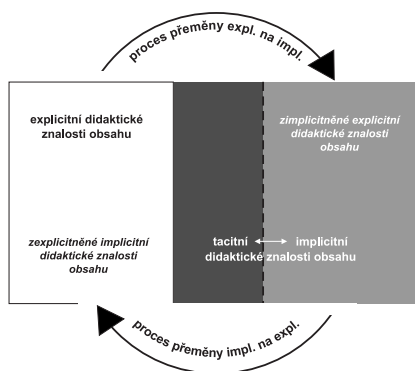 proces přeměny expl. na impl.
explicitní didaktické
znalosti obsahu
zimplicitněné explicitní
didaktické znalosti
obsahu
zexplicitněné implicitní
didaktické znalosti
obsahu
tacitní implicitní
didaktické znalosti obsahu
proces přeměny impl. na expl.